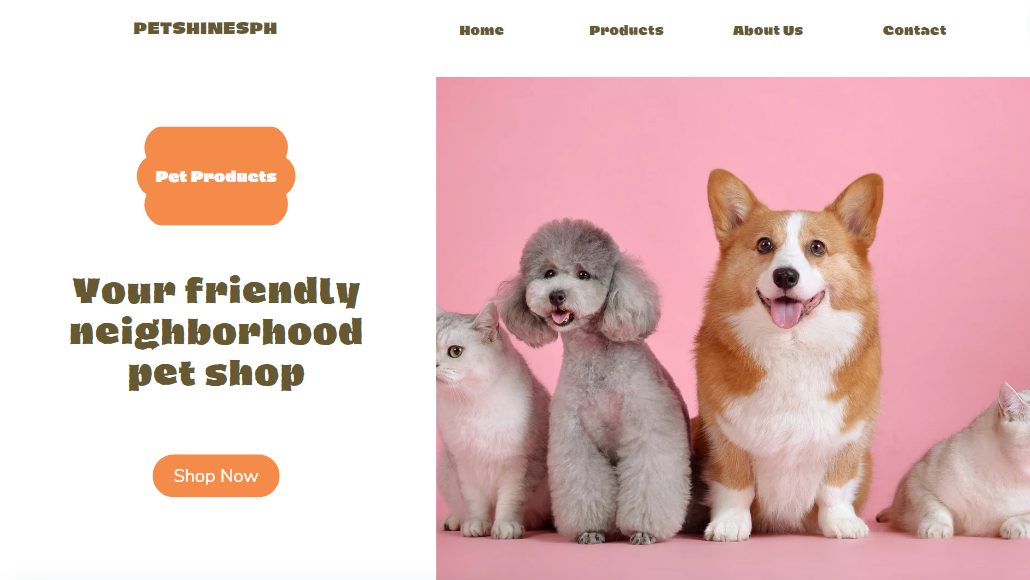 PETSHINESPH
Home
Products
About Us
Contact
Pet Products
Your friendly
neighborhood
pet shop
Shop Now